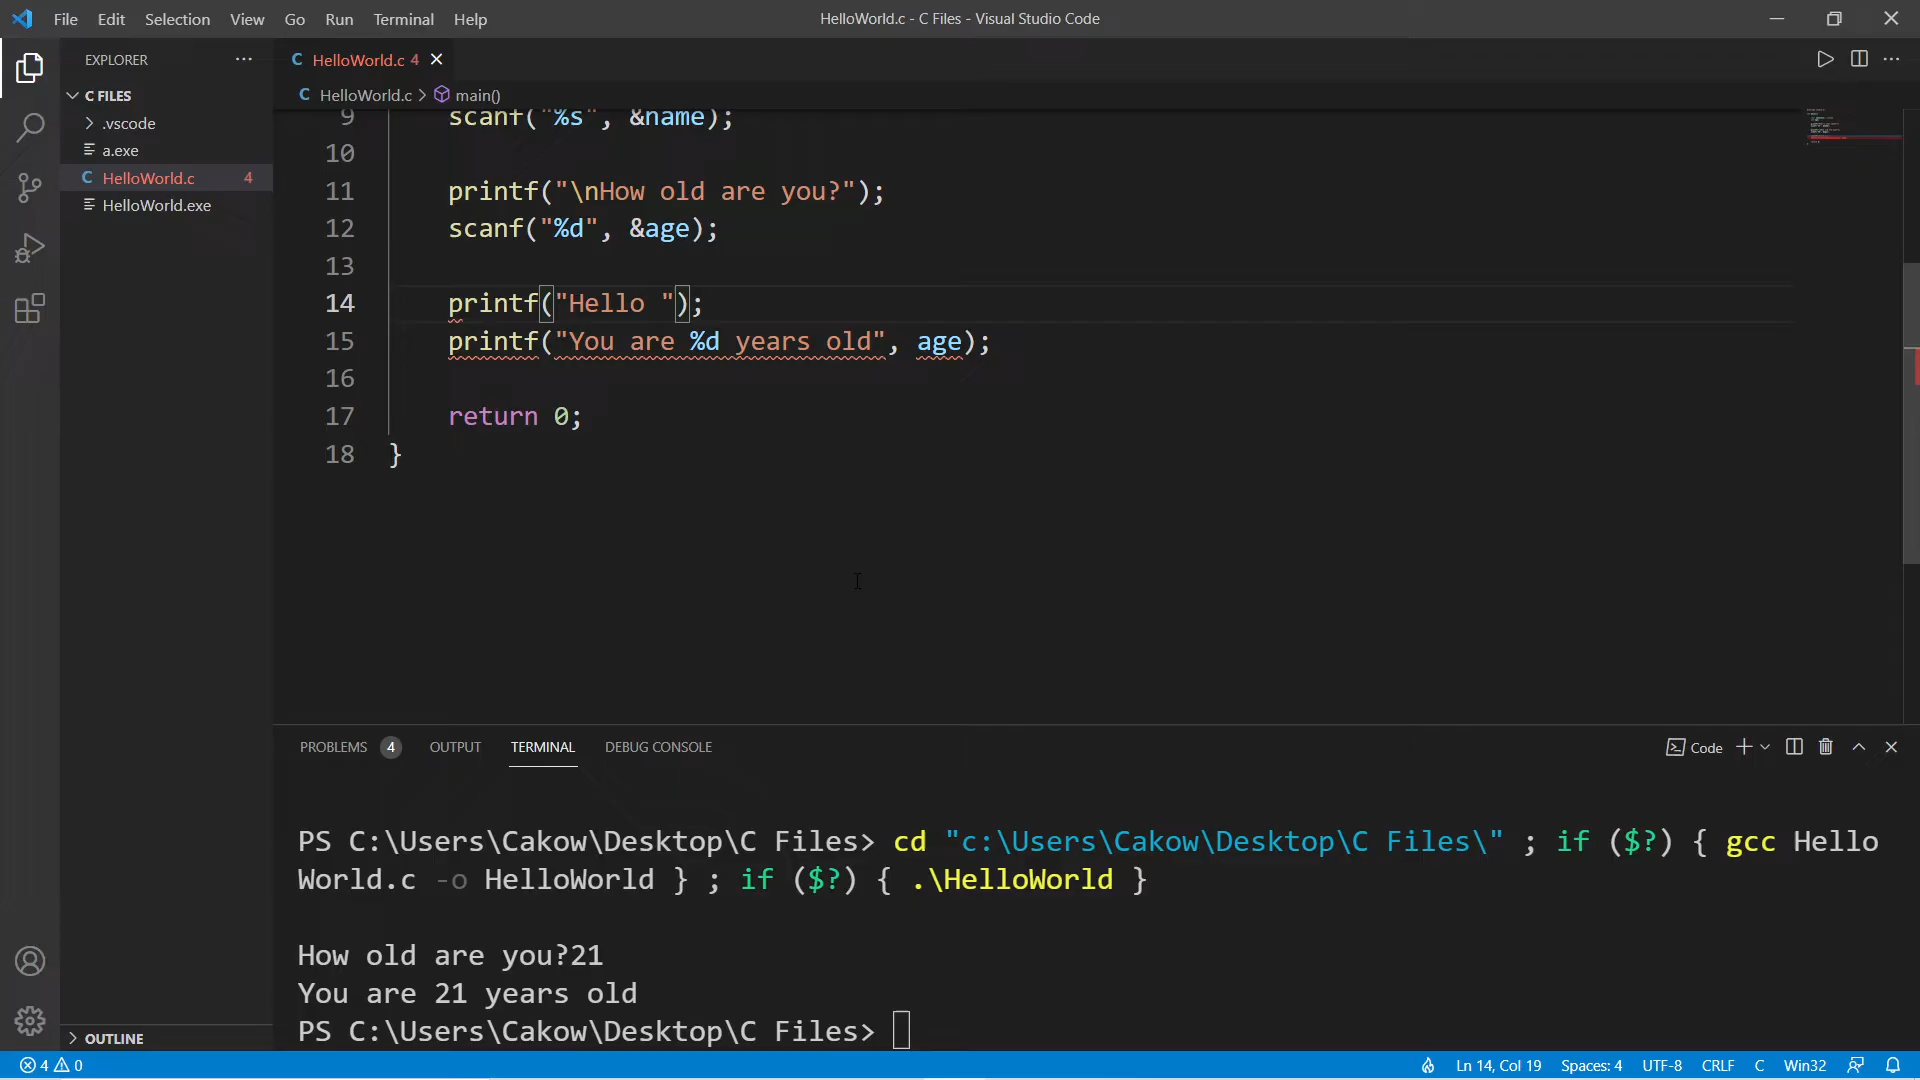 File Edit Selection View Go Run Terminal Help
HelloWorld.c - C Files - Visual Studio Code
EXPLORER
C FILES
.vscode
a.exe
C HelloWorld.c 4
HelloWorld.exe
OUTLINE
C HelloWorld.c 4
C HelloWorld.c > main()
9 scanf("%s", &name);
10
11 printf("\nHow old are you?");
12 scanf("%d", &age);
13
14 printf("Hello ");
15 printf("You are %d years old", age);
16
17 return 0;
18 }
PROBLEMS 4 OUTPUT TERMINAL DEBUG CONSOLE
Code
PS C:\Users\Cakow\Desktop\C Files> cd "c:\Users\Cakow\Desktop\C Files\" ; if ($?) { gcc Hello
World.c -o HelloWorld } ; if ($?) { .\HelloWorld }
How old are you?21
You are 21 years old
PS C:\Users\Cakow\Desktop\C Files>
4 0
Ln 14, Col 19 Spaces: 4 UTF-8 CRLF C Win32